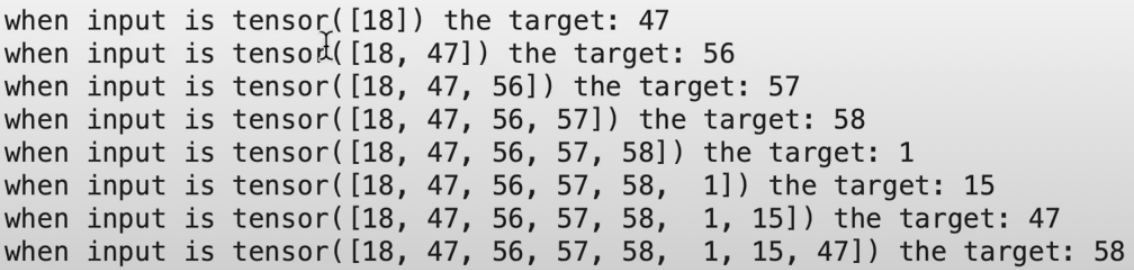 when input is tensor([18]) the target: 47
when input is tensor([18, 47]) the target: 56
when input is tensor([18, 47, 56]) the target: 57
when input is tensor([18, 47, 56, 57]) the target: 58
when input is tensor([18, 47, 56, 57, 58]) the target: 1
when input is tensor([18, 47, 56, 57, 58,  1]) the target: 15
when input is tensor([18, 47, 56, 57, 58,  1, 15]) the target: 47
when input is tensor([18, 47, 56, 57, 58,  1, 15, 47]) the target: 58